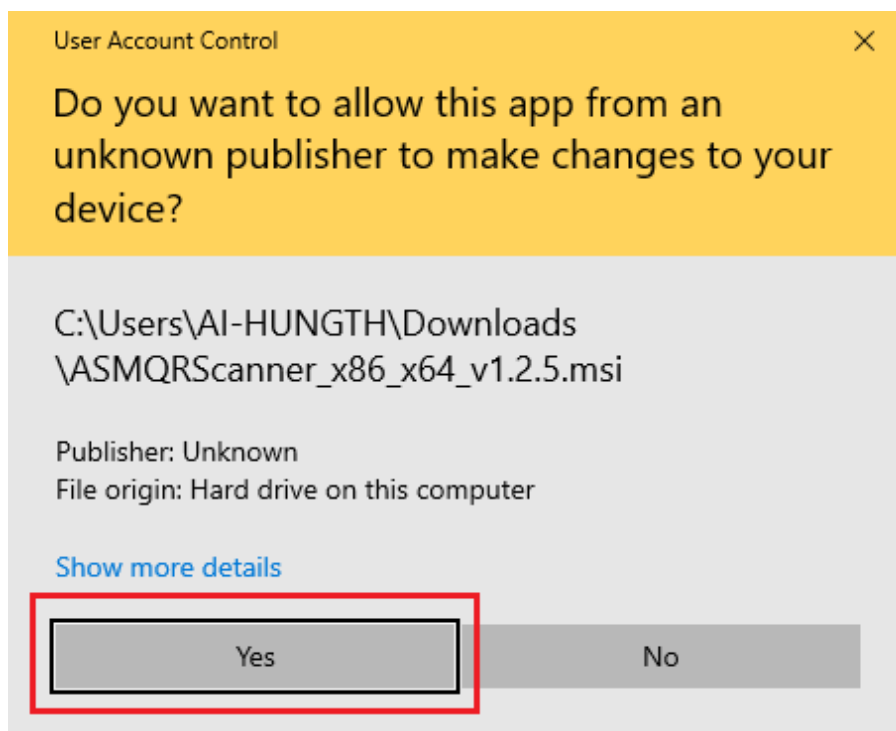 User Account Control
Do you want to allow this app from an
unknown publisher to make changes to your
device?
C:\Users\AI-HUNGTH\Downloads
\ASMQRScanner_x86_x64_v1.2.5.msi
Publisher: Unknown
File origin: Hard drive on this computer
Show more details
Yes
No